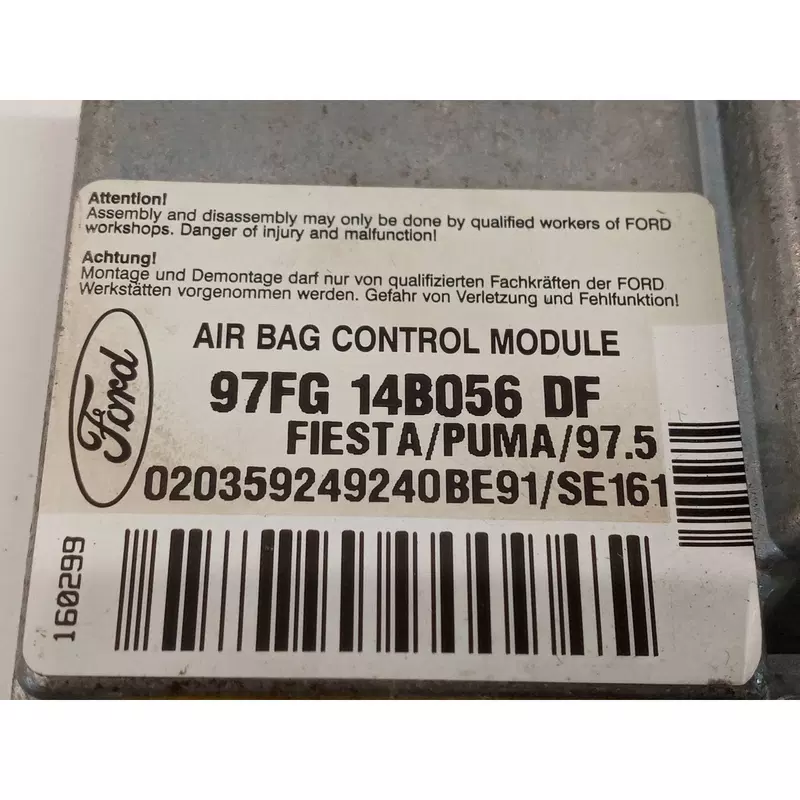 Attention!
Assembly and disassembly may only be done by qualified workers of FORD
workshops. Danger of injury and malfunction!
Achtung!
Montage und Demontage darf nur von qualifizierten Fachkräften der FORD
Werkstätten vorgenommen werden. Gefahr von Verletzung und Fehlfunktion!
Ford
AIR BAG CONTROL MODULE
97FG 14B056 DF
FIESTA/PUMA/97.5
020359249240BE91/SE161
160299